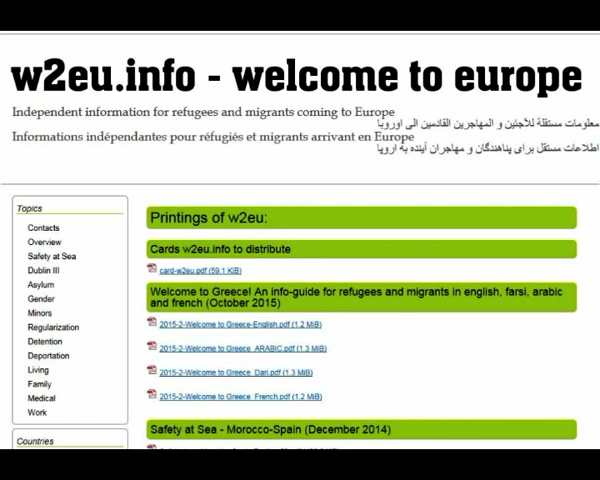 w2eu.info - welcome to europe
Independent information for refugees and migrants coming to Europe
معلومات مستقلة للآجئين و المهاجرين القادمين الى اوروبا
Informations indépendantes pour réfugiés et migrants arrivant en Europe
اطلاعات مستقل برای پناهندگان و مهاجران آینده به اروپا
Topics
Contacts
Overview
Safety at Sea
Dublin III
Asylum
Gender
Minors
Regularization
Detention
Deportation
Living
Family
Medical
Work
Countries
Printings of w2eu:
Cards w2eu.info to distribute
card-w2eu.pdf (59.1 KiB)
Welcome to Greece! An info-guide for refugees and migrants in english, farsi, arabic
and french (October 2015)
2015-2-Welcome to Greece-English.pdf (1.2 MiB)
2015-2-Welcome to Greece_ARABIC.pdf (1.3 MiB)
2015-2-Welcome to Greece_Dari.pdf (1.3 MiB)
2015-2-Welcome to Greece_French.pdf (1.2 MiB)
Safety at Sea - Morocco-Spain (December 2014)